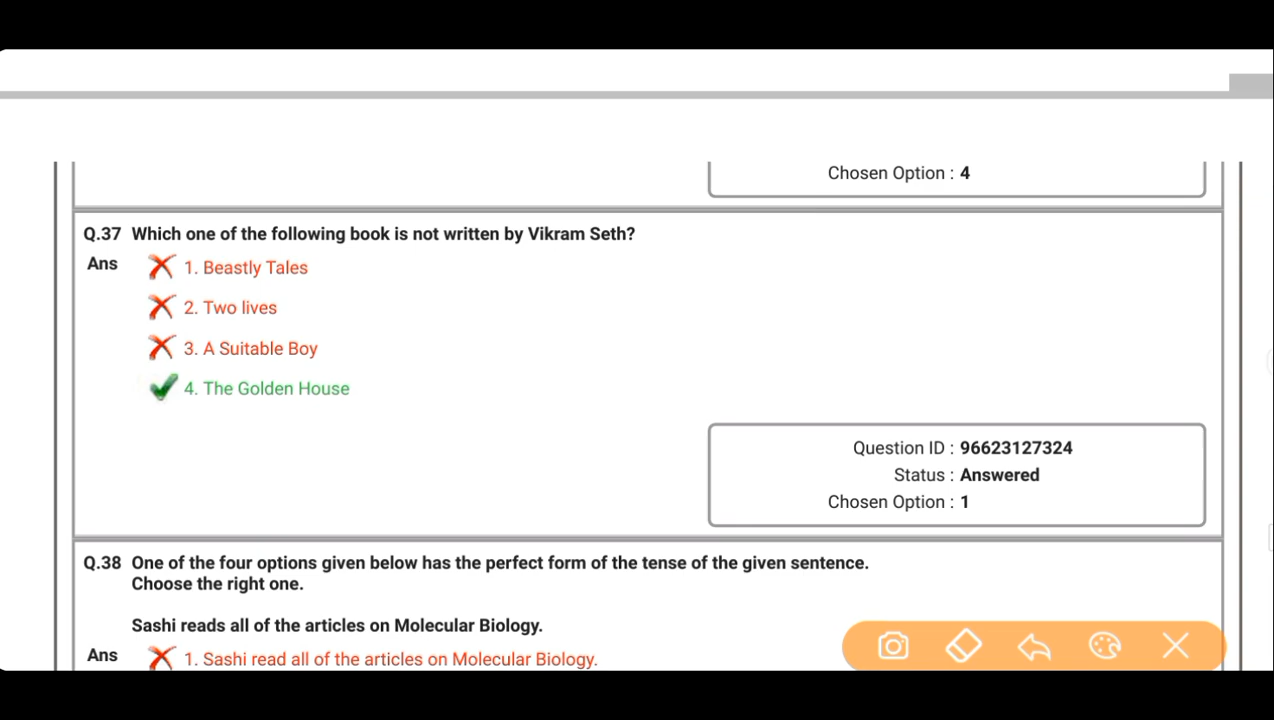 Chosen Option : 4
Q.37 Which one of the following book is not written by Vikram Seth?
Ans 1. Beastly Tales
2. Two lives
3. A Suitable Boy
4. The Golden House
Question ID : 96623127324
Status : Answered
Chosen Option : 1
Q.38 One of the four options given below has the perfect form of the tense of the given sentence.
Choose the right one.
Sashi reads all of the articles on Molecular Biology.
Ans 1. Sashi read all of the articles on Molecular Biology.